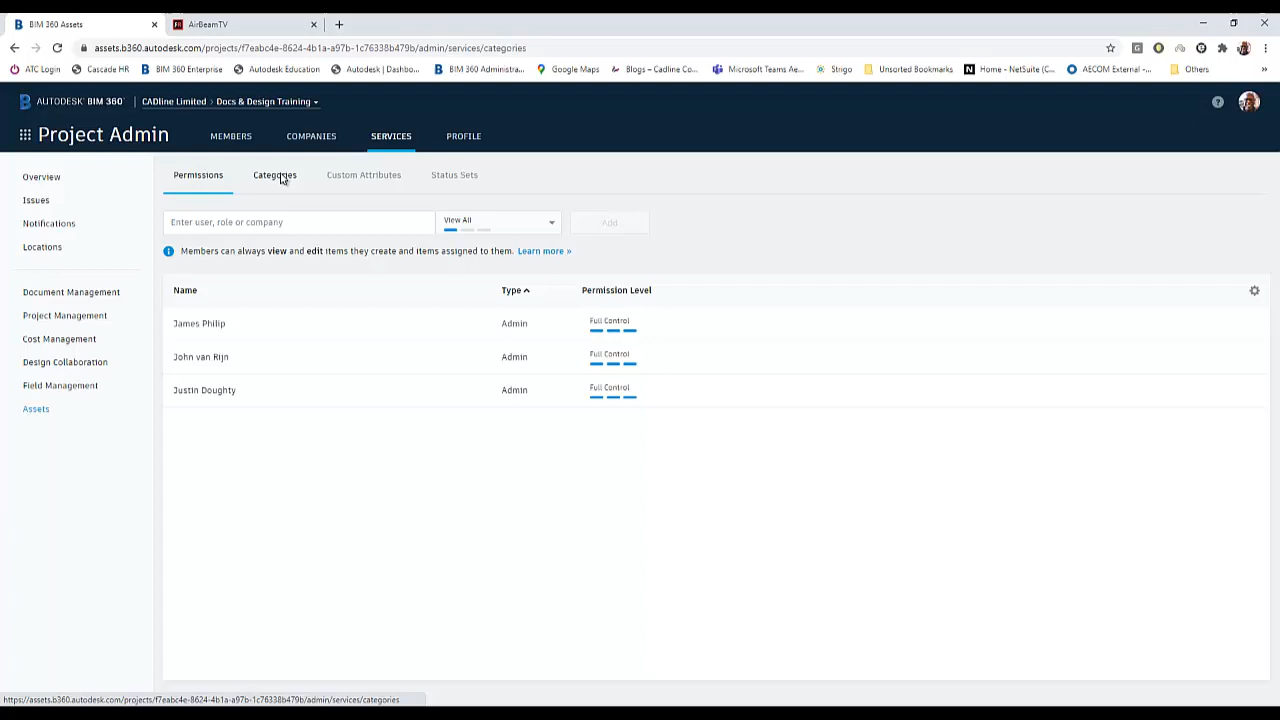 BIM 360 Assets
AirBeamTV
assets.b360.autodesk.com/projects/f7eabc4e-8624-4b1a-a97b-1c76338b479b/admin/services/categories
ATC Login Cascade HR BIM 360 Enterprise Autodesk Education Autodesk | Dashbo... BIM 360 Administra... Google Maps Blogs – Cadline Co... Microsoft Teams Ae... Strigo Unsorted Bookmarks Home - NetSuite (C... AECOM External -... Others
AUTODESK® BIM 360™ CADline Limited > Docs & Design Training
Project Admin MEMBERS COMPANIES SERVICES PROFILE
Overview
Issues
Notifications
Locations
Document Management
Project Management
Cost Management
Design Collaboration
Field Management
Assets
Permissions Categories Custom Attributes Status Sets
Enter user, role or company View All Add
Members can always view and edit items they create and items assigned to them. Learn more »
Name Type Permission Level
James Philip Admin Full Control
John van Rijn Admin Full Control
Justin Doughty Admin Full Control
https://assets.b360.autodesk.com/projects/f7eabc4e-8624-4b1a-a97b-1c76338b479b/admin/services/categories